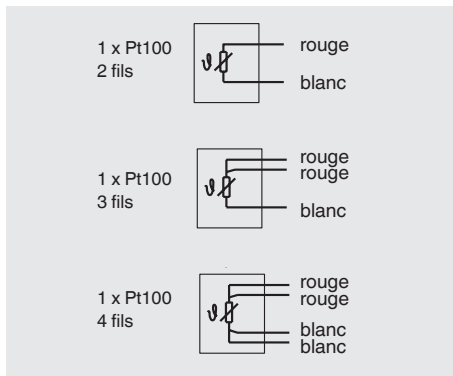 1 x Pt100
2 fils
rouge
blanc
1 x Pt100
3 fils
rouge
rouge
blanc
1 x Pt100
4 fils
rouge
rouge
blanc
blanc